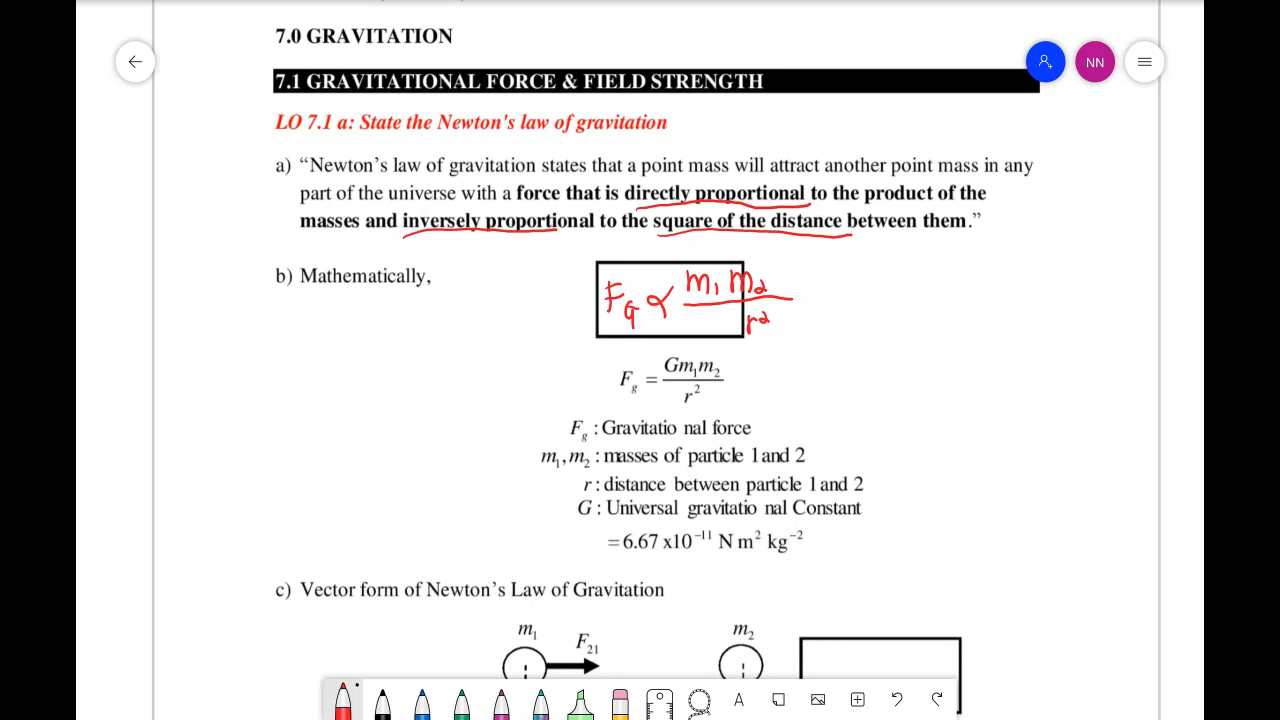 7.0 GRAVITATION
7.1 GRAVITATIONAL FORCE & FIELD STRENGTH
NN
LO 7.1 a: State the Newton's law of gravitation
a) “Newton’s law of gravitation states that a point mass will attract another point mass in any
part of the universe with a force that is directly proportional to the product of the
masses and inversely proportional to the square of the distance between them.”
b) Mathematically,
F_G ∝ m₁ m₂ / r²
F_g = Gm₁m₂ / r²
F_g : Gravitatio nal force
m₁, m₂ : masses of particle 1 and 2
r : distance between particle 1 and 2
G : Universal gravitatio nal Constant
= 6.67 x10⁻¹¹ N m² kg⁻²
c) Vector form of Newton’s Law of Gravitation
m₁ F₂₁ m₂
A